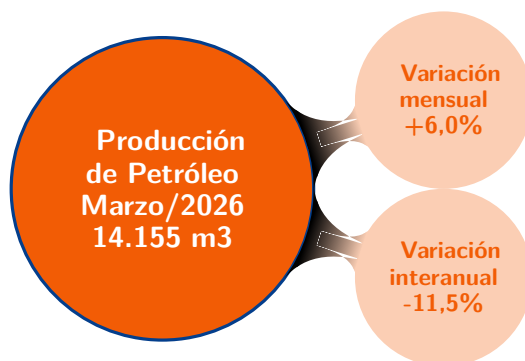 Producción
de Petróleo
Marzo/2026
14.155 m3
Variación
mensual
+6,0%
Variación
interanual
-11,5%